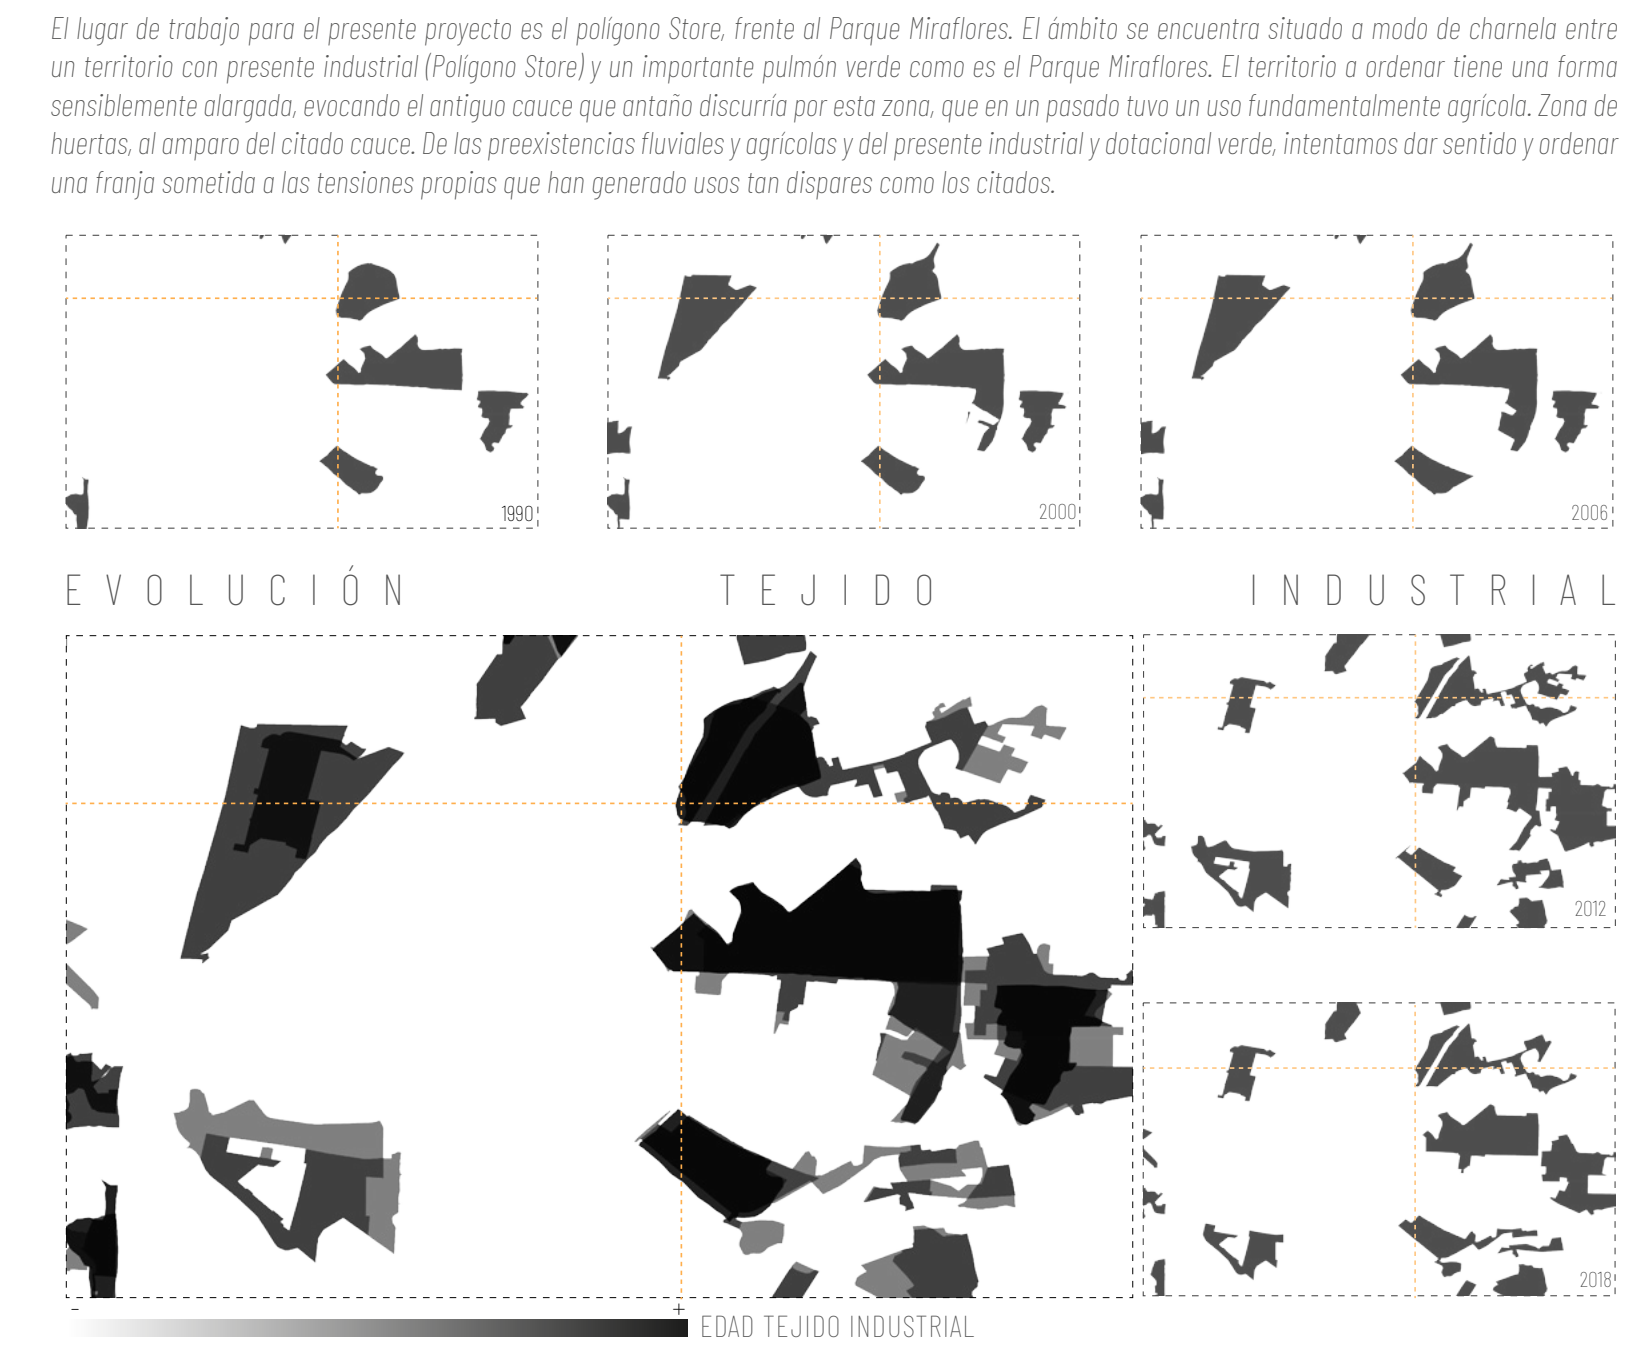 El lugar de trabajo para el presente proyecto es el polígono Store, frente al Parque Miraflores. El ámbito se encuentra situado a modo de charnela entre
un territorio con presente industrial (Polígono Store) y un importante pulmón verde como es el Parque Miraflores. El territorio a ordenar tiene una forma
sensiblemente alargada, evocando el antiguo cauce que antaño discurría por esta zona, que en un pasado tuvo un uso fundamentalmente agrícola. Zona de
huertas, al amparo del citado cauce. De las preexistencias fluviales y agrícolas y del presente industrial y dotacional verde, intentamos dar sentido y ordenar
una franja sometida a las tensiones propias que han generado usos tan dispares como los citados.
1990
2000
2006
EVOLUCIÓN TEJIDO INDUSTRIAL
2012
2018
- +
EDAD TEJIDO INDUSTRIAL